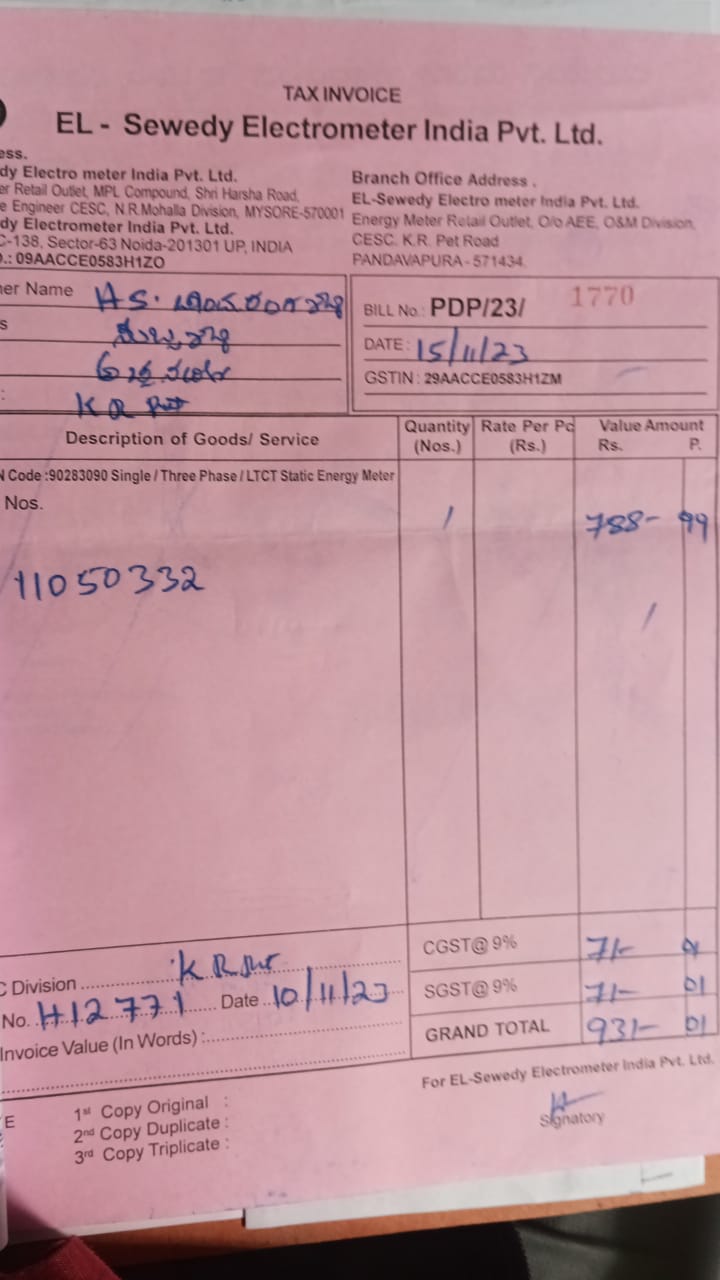 TAX INVOICE
EL - Sewedy Electrometer India Pvt. Ltd.
ess.
dy Electro meter India Pvt. Ltd.
er Retail Outlet, MPL Compound, Shri Harsha Road,
e Engineer CESC, N.R.Mohalla Division, MYSORE-570001
dy Electrometer India Pvt. Ltd.
C-138, Sector-63 Noida-201301 UP, INDIA
D.: 09AACCE0583H1ZO
Branch Office Address .
EL-Sewedy Electro meter India Pvt. Ltd.
Energy Meter Retail Outlet, O/o AEE, O&M Division,
CESC. K.R. Pet Road
PANDAVAPURA - 571434.
ner Name HS.
s
: K R Pet
BILL No.: PDP/23/ 1770
DATE : 15/11/23
GSTIN : 29AACCE0583H1ZM
Description of Goods/ Service Quantity (Nos.) Rate Per Pc (Rs.) Value Amount Rs. P.
N Code :90283090 Single / Three Phase / LTCT Static Energy Meter
Nos.
1 788- 99
11050332
CGST@ 9% 71-
SGST@ 9% 71- 01
GRAND TOTAL 931- 01
C Division
No. H12771 Date 10/11/23
Invoice Value (In Words) :
For EL-Sewedy Electrometer India Pvt. Ltd.
Signatory
E
1st Copy Original :
2nd Copy Duplicate :
3rd Copy Triplicate :